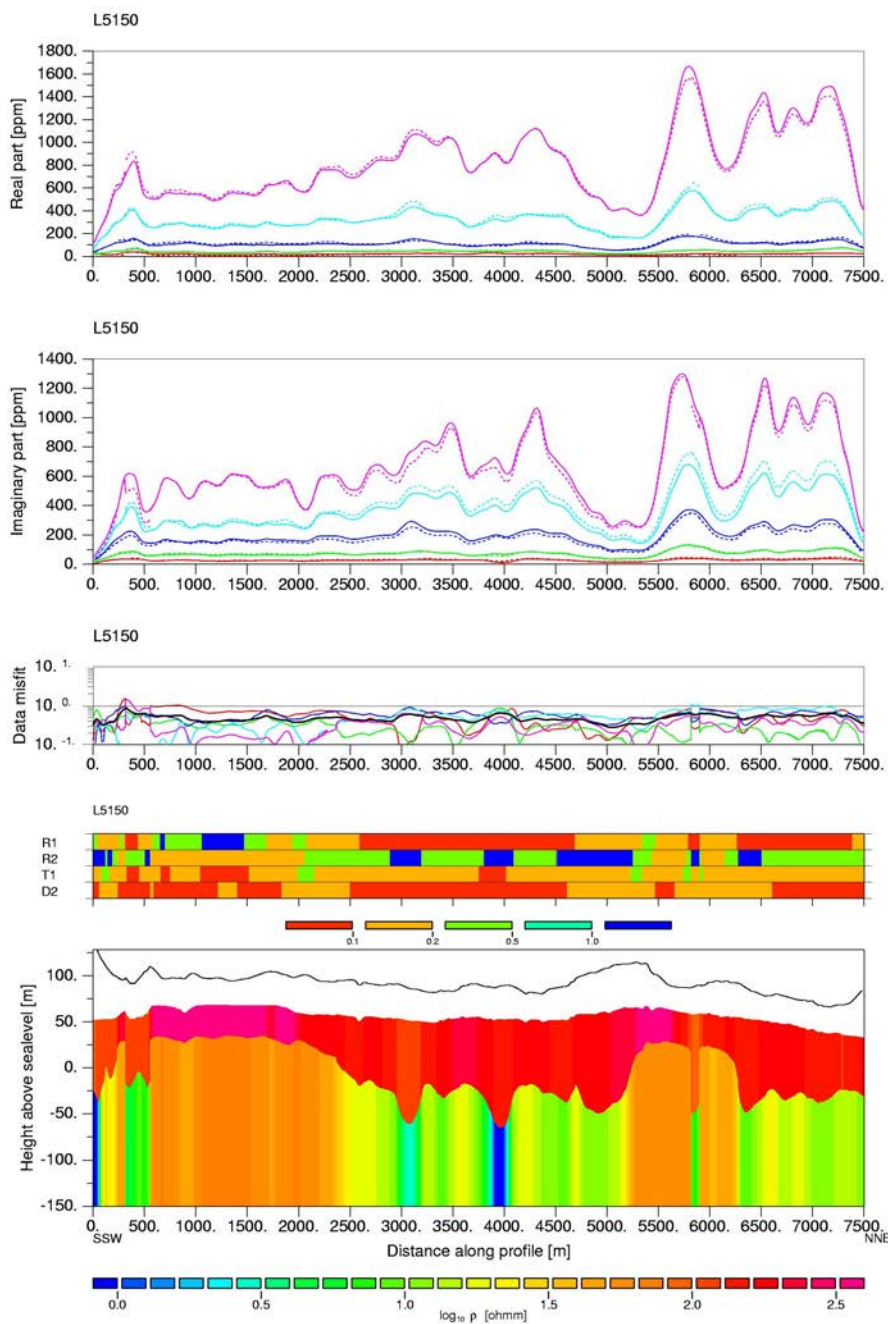 L5150
1800.
1600.
1400.
1200.
1000.
800.
600.
400.
200.
0.
Real part [ppm]
0. 500. 1000. 1500. 2000. 2500. 3000. 3500. 4000. 4500. 5000. 5500. 6000. 6500. 7000. 7500.
L5150
1400.
1200.
1000.
800.
600.
400.
200.
0.
Imaginary part [ppm]
0. 500. 1000. 1500. 2000. 2500. 3000. 3500. 4000. 4500. 5000. 5500. 6000. 6500. 7000. 7500.
L5150
10. 1.
10. 0.
10. -1.
Data misfit
0. 500. 1000. 1500. 2000. 2500. 3000. 3500. 4000. 4500. 5000. 5500. 6000. 6500. 7000. 7500.
L5150
R1
R2
T1
D2
0.1 0.2 0.5 1.0
100.
50.
0.
-50.
-100.
-150.
Height above sealevel [m]
0. 500. 1000. 1500. 2000. 2500. 3000. 3500. 4000. 4500. 5000. 5500. 6000. 6500. 7000. 7500.
SSW NNE
Distance along profile [m]
0.0 0.5 1.0 1.5 2.0 2.5
log10 ρ [ohmm]